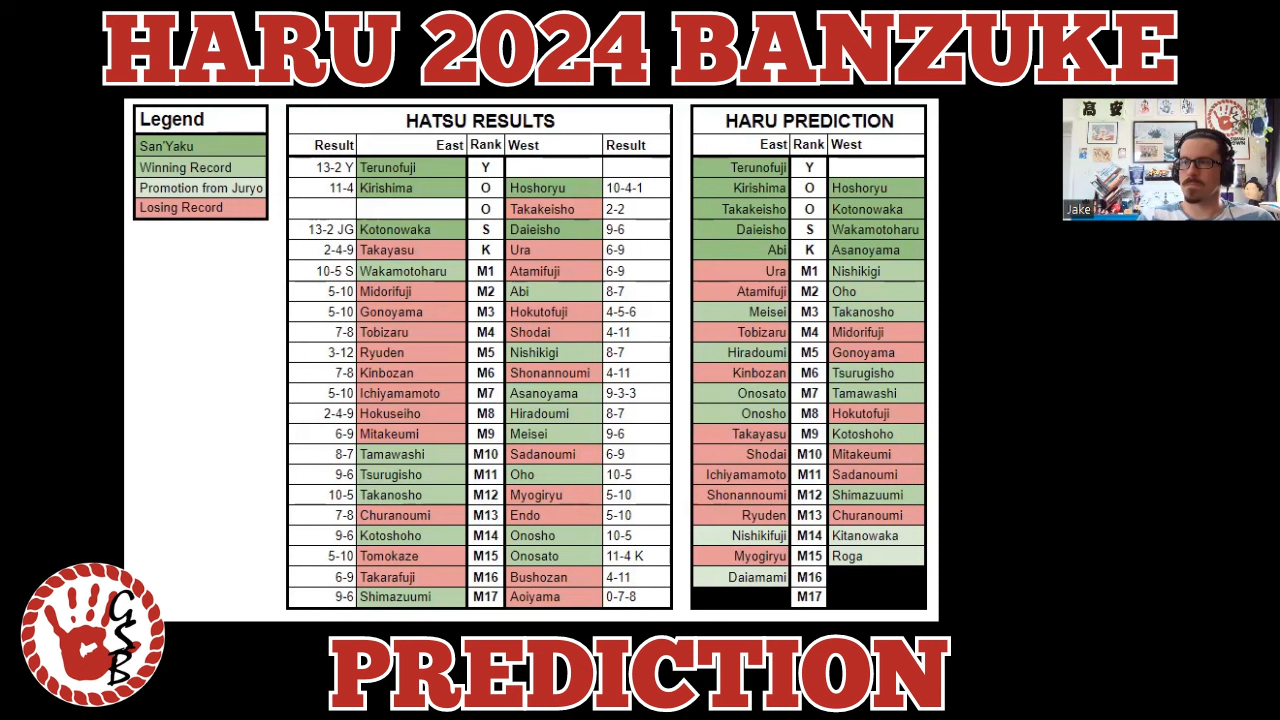 HARU 2024 BANZUKE
Legend
San'Yaku
Winning Record
Promotion from Juryo
Losing Record
HATSU RESULTS
Result East Rank West Result
13-2 Y Terunofuji Y
11-4 Kirishima O Hoshoryu 10-4-1
O Takakeisho 2-2
13-2 JG Kotonowaka S Daieisho 9-6
2-4-9 Takayasu K Ura 6-9
10-5 S Wakamotoharu M1 Atamifuji 6-9
5-10 Midorifuji M2 Abi 8-7
5-10 Gonoyama M3 Hokutofuji 4-5-6
7-8 Tobizaru M4 Shodai 4-11
3-12 Ryuden M5 Nishikigi 8-7
7-8 Kinbozan M6 Shonannoumi 4-11
5-10 Ichiyamamoto M7 Asanoyama 9-3-3
2-4-9 Hokuseiho M8 Hiradoumi 8-7
6-9 Mitakeumi M9 Meisei 9-6
8-7 Tamawashi M10 Sadanoumi 6-9
9-6 Tsurugisho M11 Oho 10-5
10-5 Takanosho M12 Myogiryu 5-10
7-8 Churanoumi M13 Endo 5-10
9-6 Kotoshoho M14 Onosho 10-5
5-10 Tomokaze M15 Onosato 11-4 K
6-9 Takarafuji M16 Bushozan 4-11
9-6 Shimazuumi M17 Aoiyama 0-7-8
HARU PREDICTION
East Rank West
Terunofuji Y
Kirishima O Hoshoryu
Takakeisho O Kotonowaka
Daieisho S Wakamotoharu
Abi K Asanoyama
Ura M1 Nishikigi
Atamifuji M2 Oho
Meisei M3 Takanosho
Tobizaru M4 Midorifuji
Hiradoumi M5 Gonoyama
Kinbozan M6 Tsurugisho
Onosato M7 Tamawashi
Onosho M8 Hokutofuji
Takayasu M9 Kotoshoho
Shodai M10 Mitakeumi
Ichiyamamoto M11 Sadanoumi
Shonannoumi M12 Shimazuumi
Ryuden M13 Churanoumi
Nishikifuji M14 Kitanowaka
Myogiryu M15 Roga
Daiamami M16
M17
高安
Jake
GSB
PREDICTION